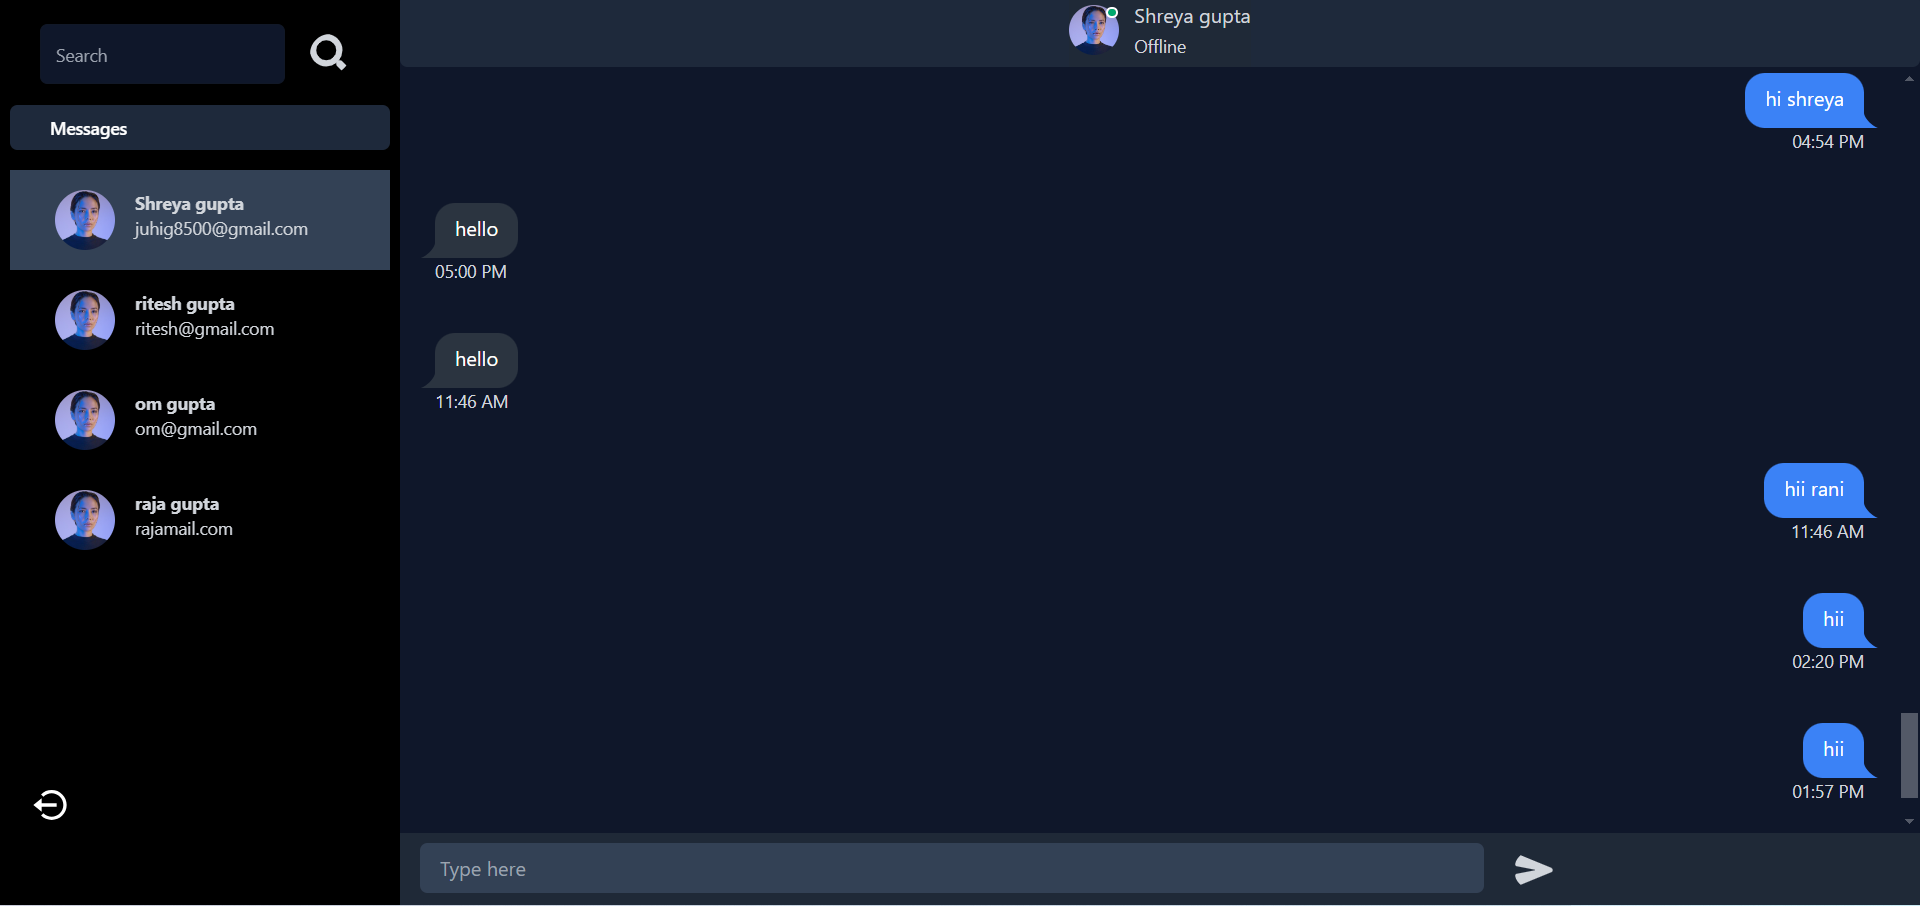 Search
Messages
Shreya gupta
juhig8500@gmail.com
ritesh gupta
ritesh@gmail.com
om gupta
om@gmail.com
raja gupta
rajamail.com
Shreya gupta
Offline
hi shreya
04:54 PM
hello
05:00 PM
hello
11:46 AM
hii rani
11:46 AM
hii
02:20 PM
hii
01:57 PM
Type here